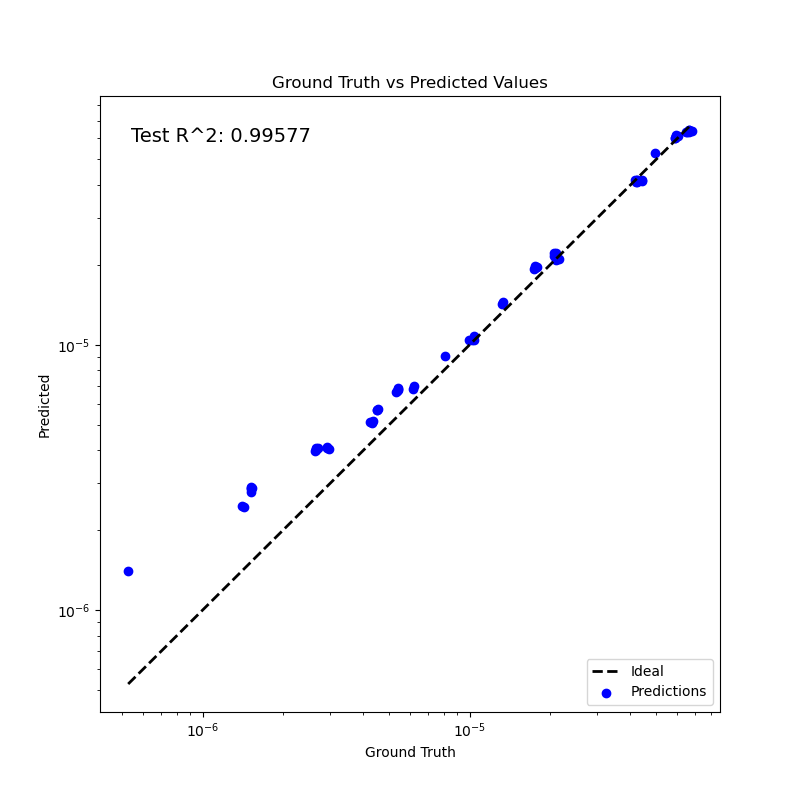 Ground Truth vs Predicted Values
Test R^2: 0.99577
10⁻⁵
10⁻⁶
Predicted
Ideal
Predictions
10⁻⁶
10⁻⁵
Ground Truth